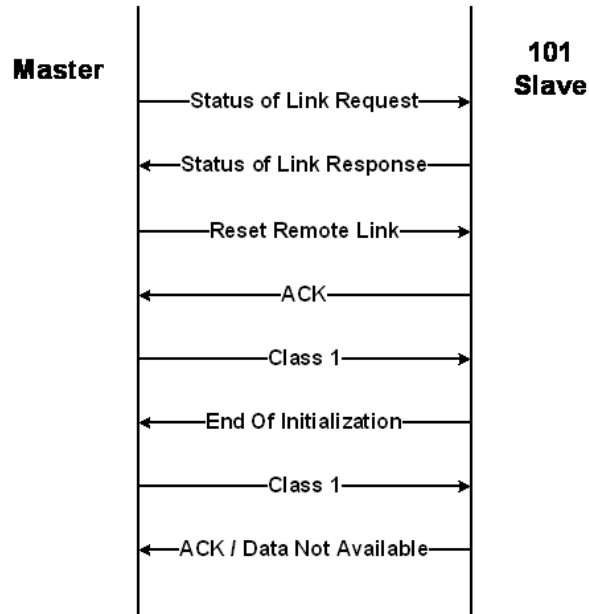 Master
101
Slave
Status of Link Request
Status of Link Response
Reset Remote Link
ACK
Class 1
End Of Initialization
Class 1
ACK / Data Not Available